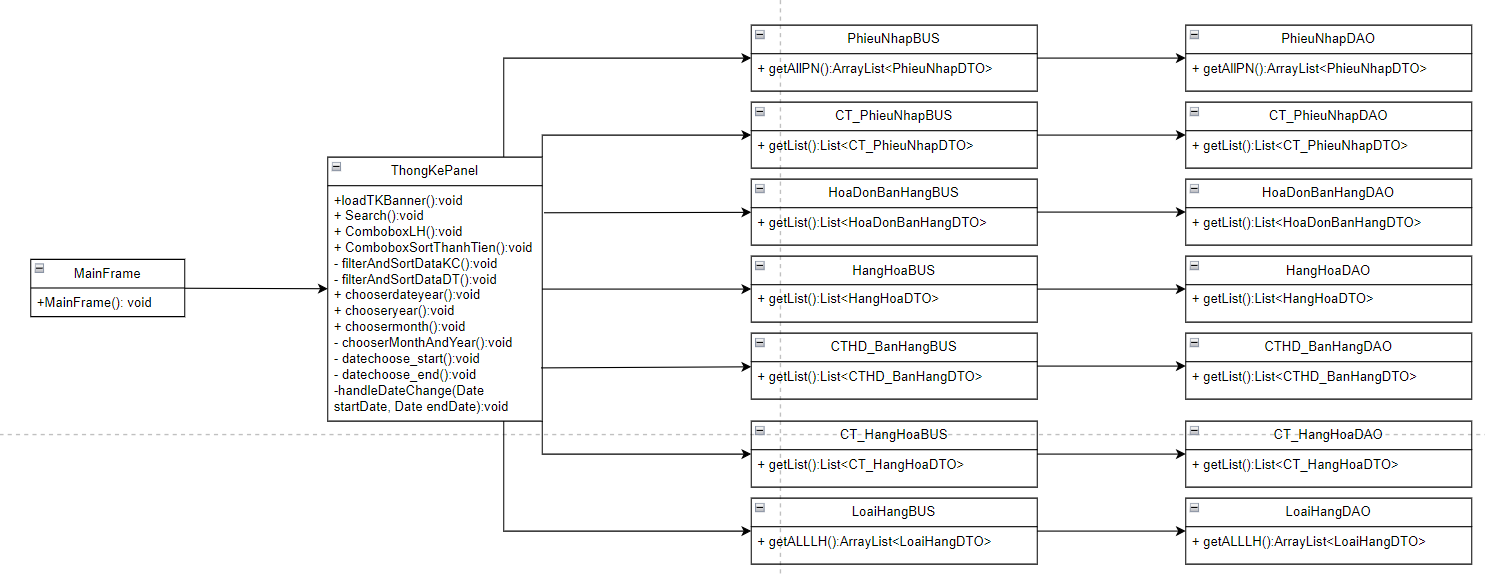 MainFrame
+MainFrame(): void
ThongKePanel
+loadTKBanner():void
+ Search():void
+ ComboboxLH():void
+ ComboboxSortThanhTien():void
- filterAndSortDataKC():void
- filterAndSortDataDT():void
+ chooserdateyear():void
+ chooseryear():void
+ choosermonth():void
- chooserMonthAndYear():void
- datechoose_start():void
- datechoose_end():void
-handleDateChange(Date
startDate, Date endDate):void
PhieuNhapBUS
+ getAllPN():ArrayList<PhieuNhapDTO>
PhieuNhapDAO
+ getAllPN():ArrayList<PhieuNhapDTO>
CT_PhieuNhapBUS
+ getList():List<CT_PhieuNhapDTO>
CT_PhieuNhapDAO
+ getList():List<CT_PhieuNhapDTO>
HoaDonBanHangBUS
+ getList():List<HoaDonBanHangDTO>
HoaDonBanHangDAO
+ getList():List<HoaDonBanHangDTO>
HangHoaBUS
+ getList():List<HangHoaDTO>
HangHoaDAO
+ getList():List<HangHoaDTO>
CTHD_BanHangBUS
+ getList():List<CTHD_BanHangDTO>
CTHD_BanHangDAO
+ getList():List<CTHD_BanHangDTO>
CT_HangHoaBUS
+ getList():List<CT_HangHoaDTO>
CT_HangHoaDAO
+ getList():List<CT_HangHoaDTO>
LoaiHangBUS
+ getALLLH():ArrayList<LoaiHangDTO>
LoaiHangDAO
+ getALLLH():ArrayList<LoaiHangDTO>